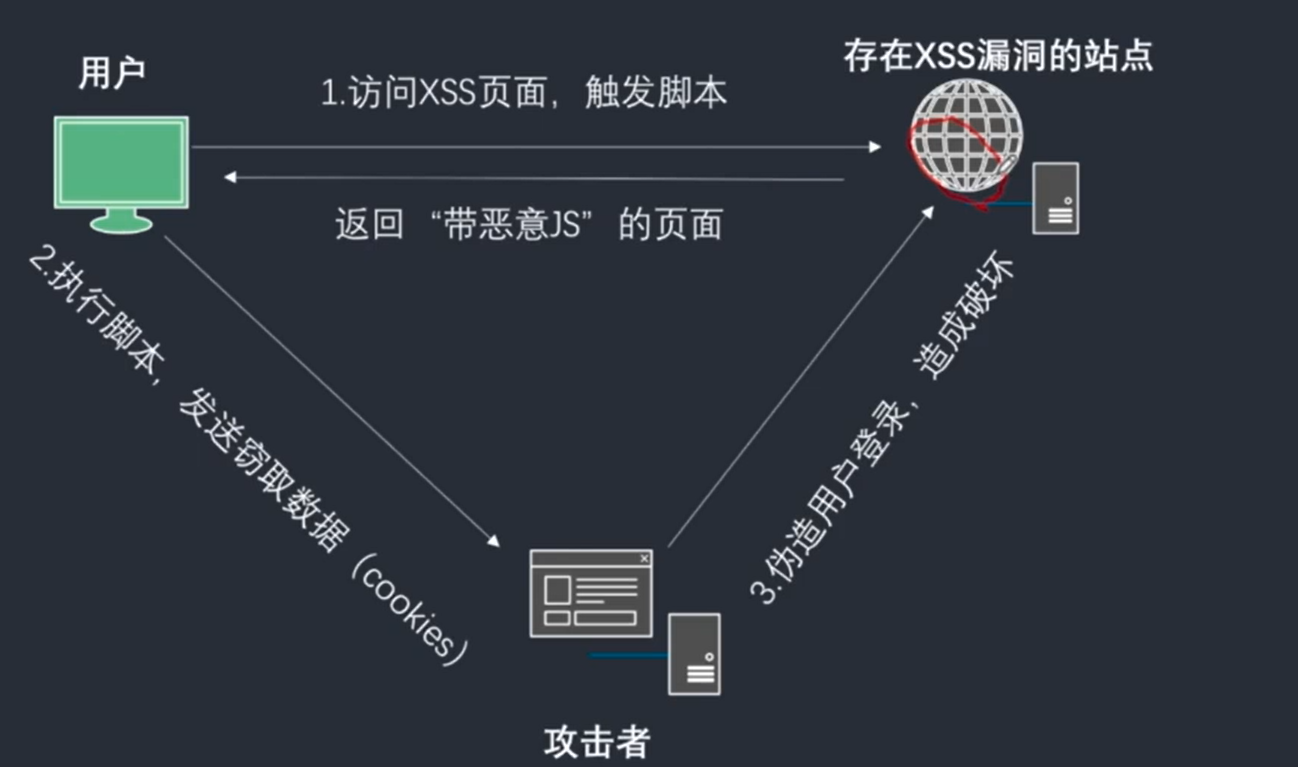 用户
存在XSS漏洞的站点
1.访问XSS页面，触发脚本
返回 “带恶意JS” 的页面
2.执行脚本，发送窃取数据（cookies）
3.伪造用户登录，造成破坏
攻击者